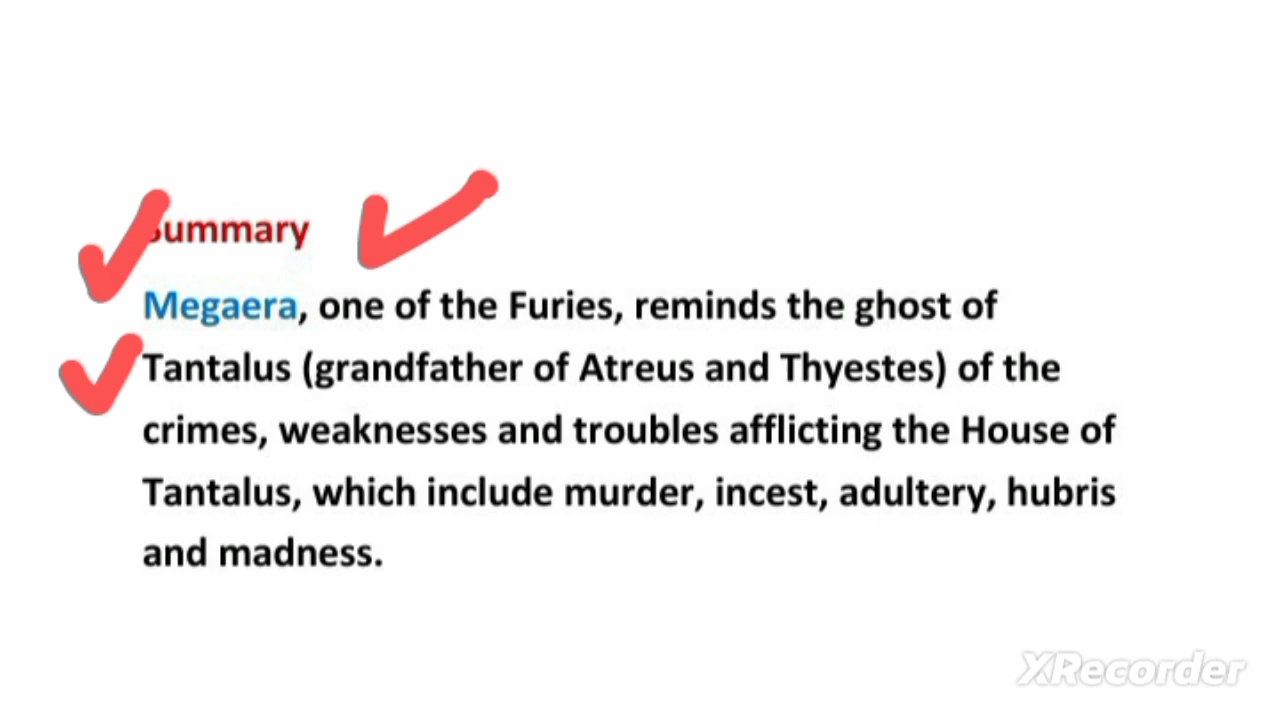 Summary
Megaera, one of the Furies, reminds the ghost of
Tantalus (grandfather of Atreus and Thyestes) of the
crimes, weaknesses and troubles afflicting the House of
Tantalus, which include murder, incest, adultery, hubris
and madness.
XRecorder